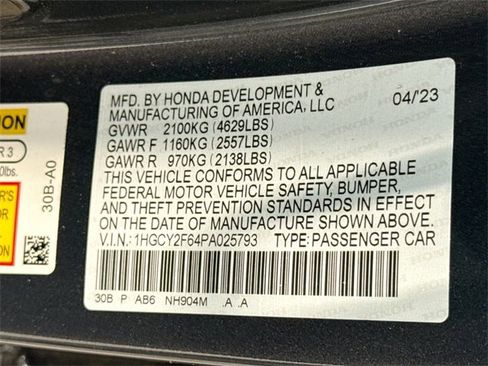 MFD. BY HONDA DEVELOPMENT &
MANUFACTURING OF AMERICA, LLC 04/23
GVWR 2100KG (4629LBS)
GAWR F 1160KG (2557LBS)
GAWR R 970KG (2138LBS)
THIS VEHICLE CONFORMS TO ALL APPLICABLE
FEDERAL MOTOR VEHICLE SAFETY, BUMPER,
AND THEFT PREVENTION STANDARDS IN EFFECT
ON THE DATE OF MANUFACTURE SHOWN ABOVE.
V.I.N.: 1HGCY2F64PA025793 TYPE: PASSENGER CAR
30B P AB6 NH904M .A .A
30B-A0
R 3
0lbs.